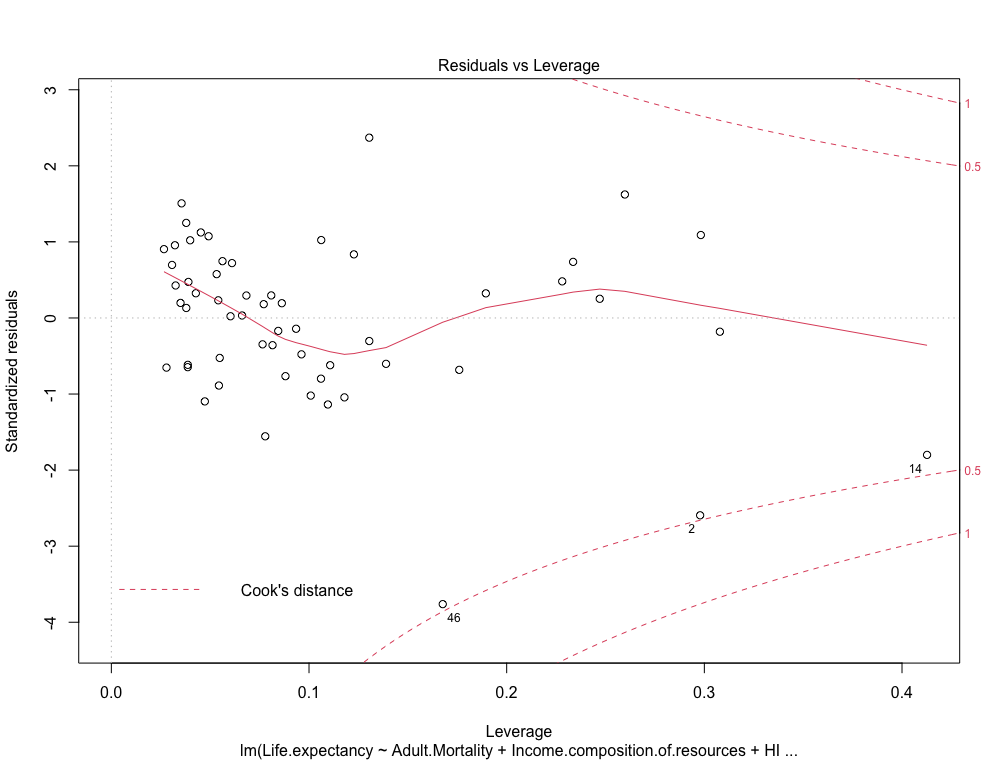 Residuals vs Leverage
3
2
1
0
-1
-2
-3
-4
Standardized residuals
1
0.5
0.5
1
14
2
46
Cook's distance
0.0 0.1 0.2 0.3 0.4
Leverage
lm(Life.expectancy ~ Adult.Mortality + Income.composition.of.resources + HI ...